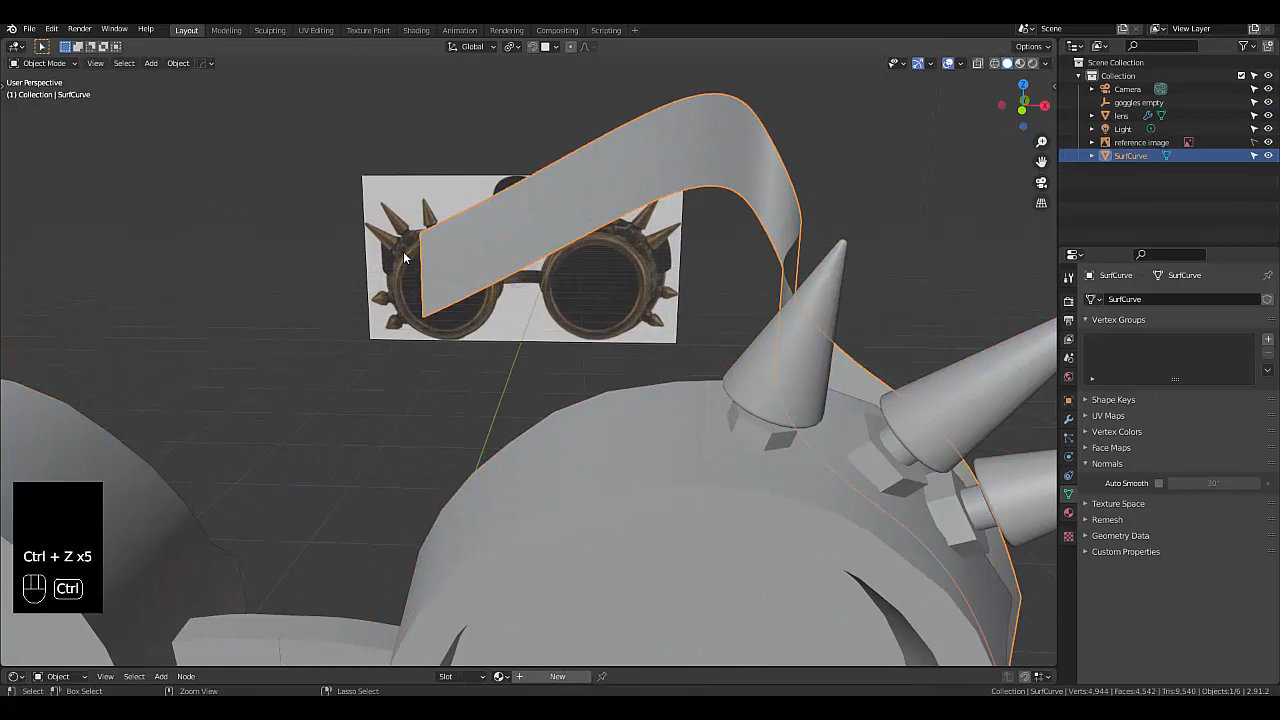 File Edit Render Window Help Layout Modeling Sculpting UV Editing Texture Paint Shading Animation Rendering Compositing Scripting + Scene View Layer
Global Options
Object Mode View Select Add Object
User Perspective
(1) Collection | SurfCurve
Z
X
Scene Collection
Collection
Camera
goggles empty
lens
Light
reference image
SurfCurve
SurfCurve SurfCurve
SurfCurve
Vertex Groups
Shape Keys
UV Maps
Vertex Colors
Face Maps
Normals
Auto Smooth 30°
Texture Space
Remesh
Geometry Data
Custom Properties
Ctrl + Z x5
Ctrl
Object View Select Add Node Slot New
Select Box Select Zoom View Lasso Select Collection | SurfCurve | Verts:4,944 | Faces:4,542 | Tris:9,540 | Objects:1/6 | 2.91.2